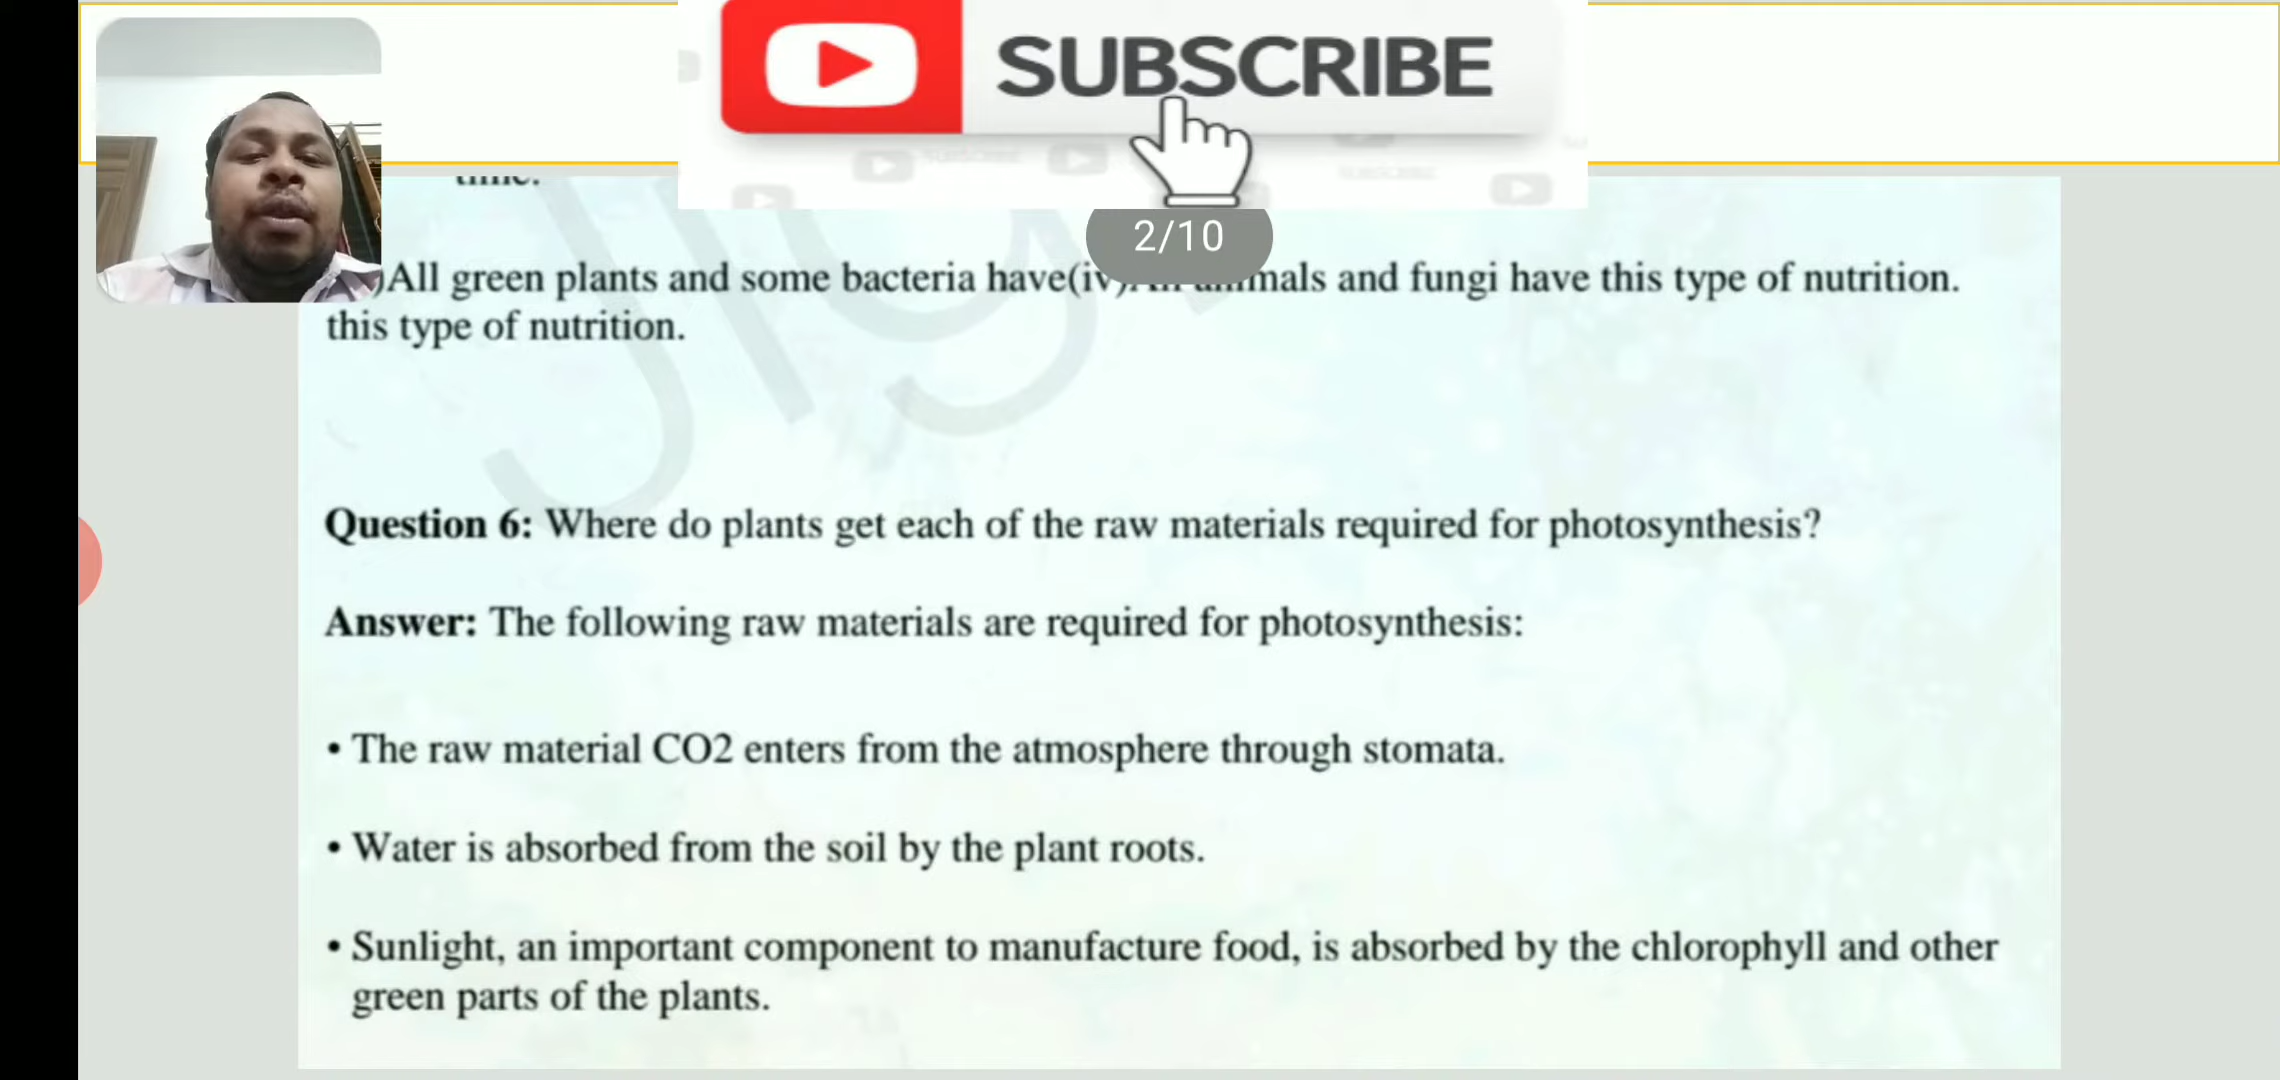 SUBSCRIBE
2/10
)All green plants and some bacteria have(iv) mals and fungi have this type of nutrition.
this type of nutrition.
Question 6: Where do plants get each of the raw materials required for photosynthesis?
Answer: The following raw materials are required for photosynthesis:
• The raw material CO2 enters from the atmosphere through stomata.
• Water is absorbed from the soil by the plant roots.
• Sunlight, an important component to manufacture food, is absorbed by the chlorophyll and other
green parts of the plants.